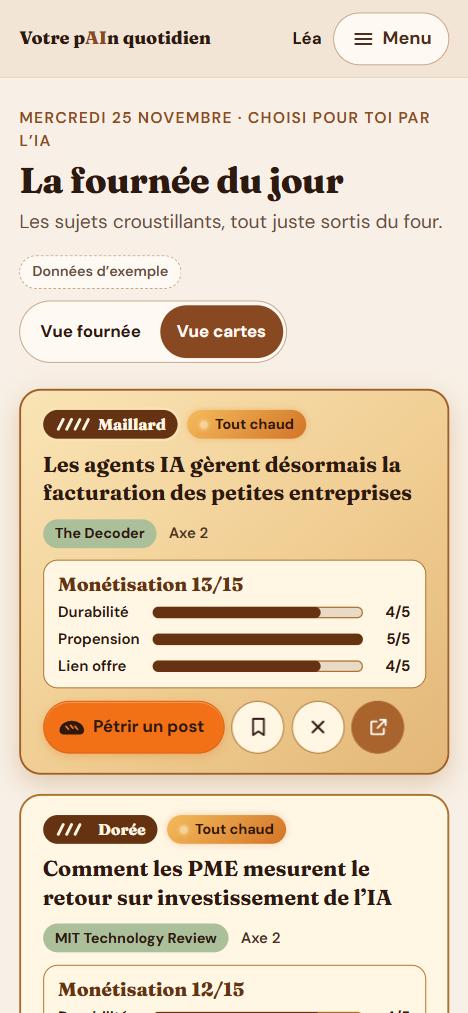 Votre pAIn quotidien
Léa
Menu
MERCREDI 25 NOVEMBRE · CHOISI POUR TOI PAR
L’IA
La fournée du jour
Les sujets croustillants, tout juste sortis du four.
Données d’exemple
Vue fournée
Vue cartes
Maillard
Tout chaud
Les agents IA gèrent désormais la
facturation des petites entreprises
The Decoder
Axe 2
Monétisation 13/15
Durabilité 4/5
Propension 5/5
Lien offre 4/5
Pétrir un post
Dorée
Tout chaud
Comment les PME mesurent le
retour sur investissement de l’IA
MIT Technology Review
Axe 2
Monétisation 12/15